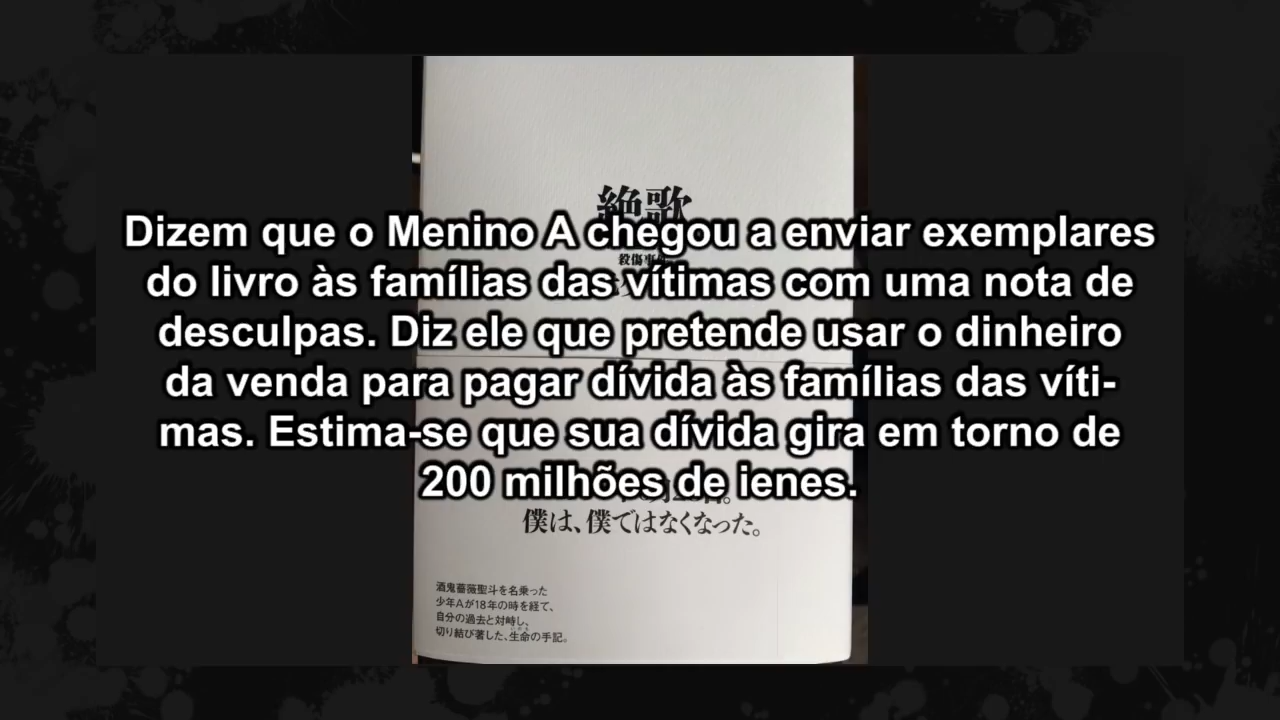 絶歌
Dizem que o Menino A chegou a enviar exemplares
do livro às famílias das vítimas com uma nota de
desculpas. Diz ele que pretende usar o dinheiro
da venda para pagar dívida às famílias das víti-
mas. Estima-se que sua dívida gira em torno de
200 milhões de ienes.
僕は、僕ではなくなった。
酒鬼薔薇聖斗を名乗った
少年Aが18年の時を経て、
自分の過去と対峙し、
切り結び著した、生命の手記。